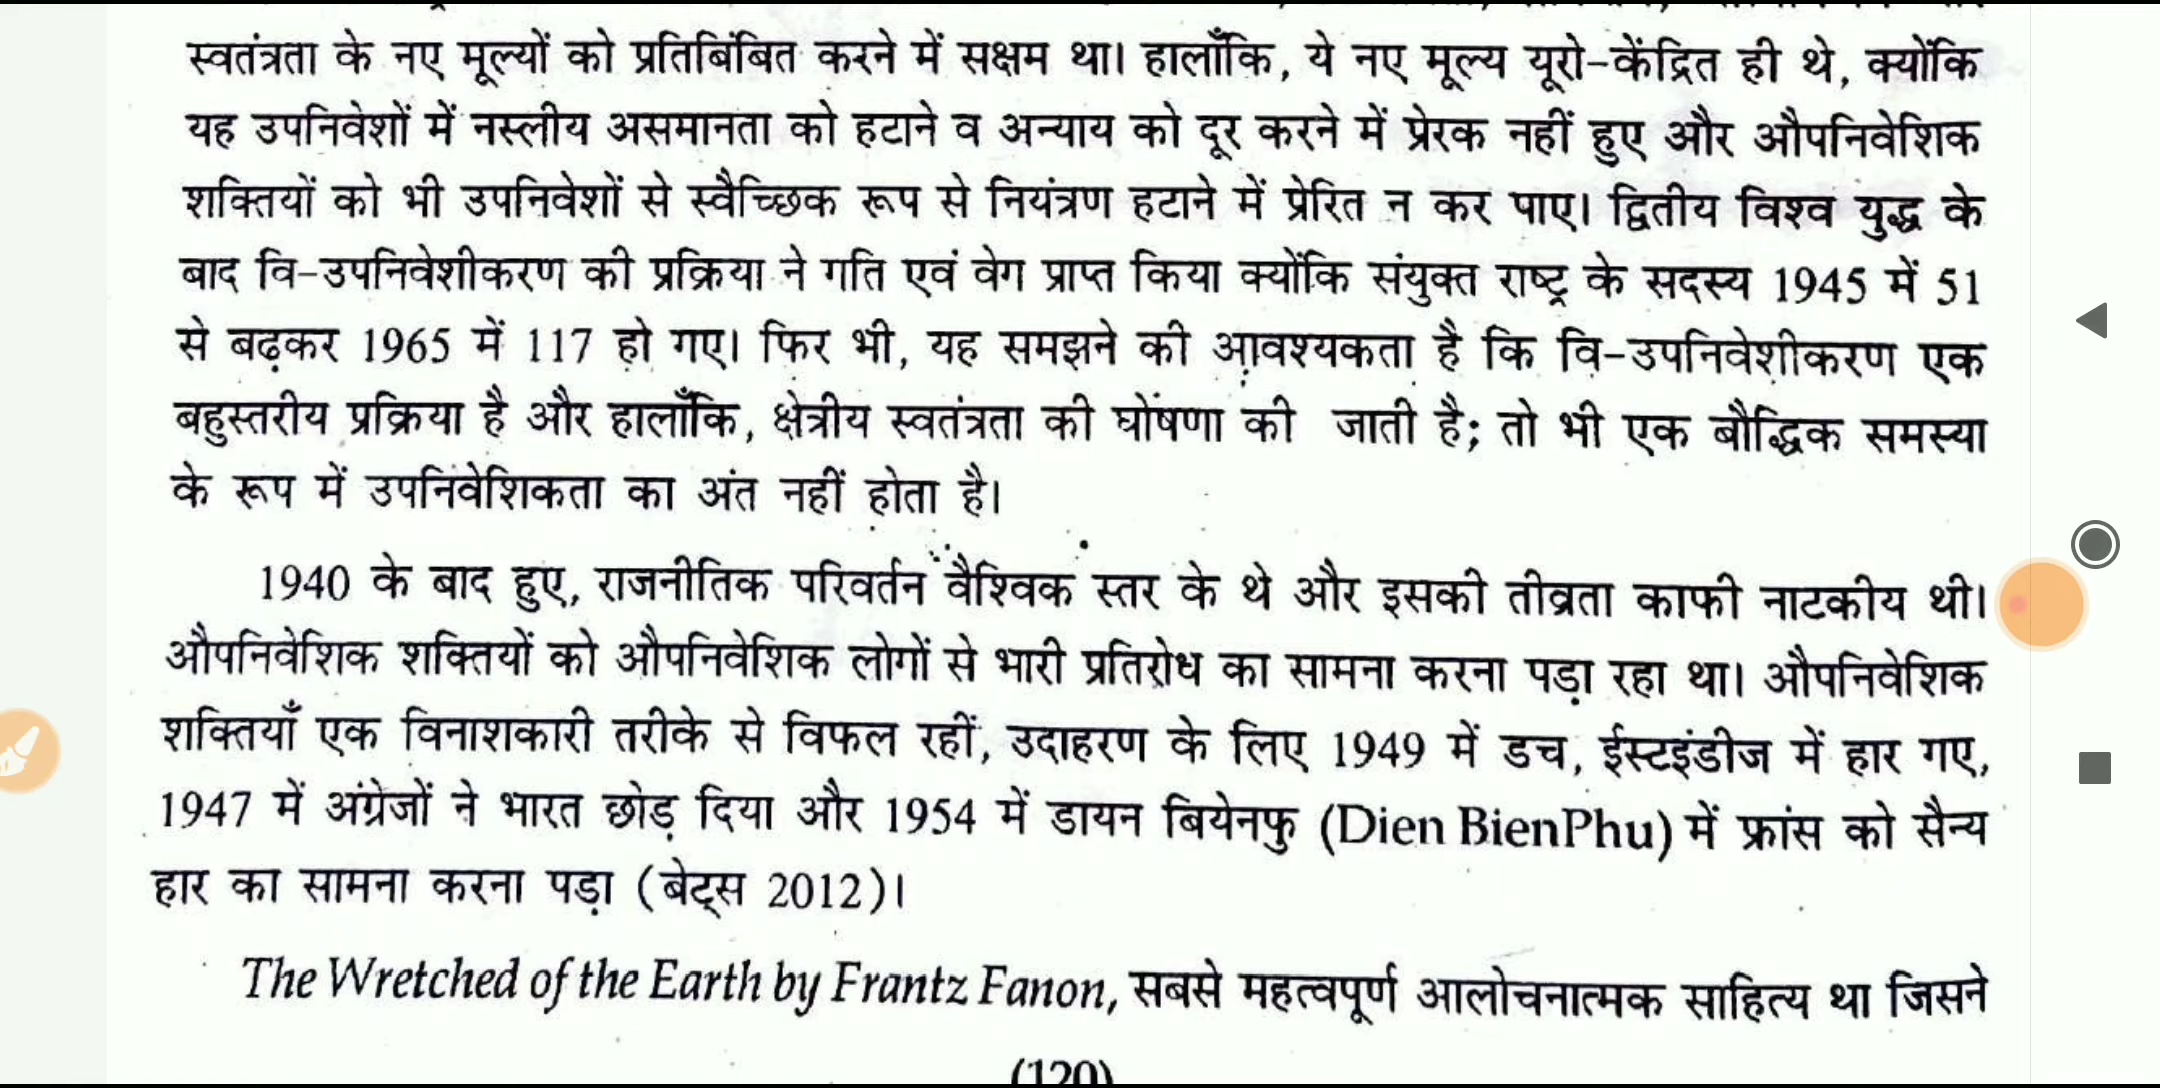 स्वतंत्रता के नए मूल्यों को प्रतिबिंबित करने में सक्षम था। हालाँकि, ये नए मूल्य यूरो-केंद्रित ही थे, क्योंकि
यह उपनिवेशों में नस्लीय असमानता को हटाने व अन्याय को दूर करने में प्रेरक नहीं हुए और औपनिवेशिक
शक्तियों को भी उपनिवेशों से स्वैच्छिक रूप से नियंत्रण हटाने में प्रेरित न कर पाए। द्वितीय विश्व युद्ध के
बाद वि-उपनिवेशीकरण की प्रक्रिया ने गति एवं वेग प्राप्त किया क्योंकि संयुक्त राष्ट्र के सदस्य 1945 में 51
से बढ़कर 1965 में 117 हो गए। फिर भी, यह समझने की आवश्यकता है कि वि-उपनिवेशीकरण एक
बहुस्तरीय प्रक्रिया है और हालाँकि, क्षेत्रीय स्वतंत्रता की घोषणा की जाती है; तो भी एक बौद्धिक समस्या
के रूप में उपनिवेशिकता का अंत नहीं होता है।
1940 के बाद हुए, राजनीतिक परिवर्तन वैश्विक स्तर के थे और इसकी तीव्रता काफी नाटकीय थी।
औपनिवेशिक शक्तियों को औपनिवेशिक लोगों से भारी प्रतिरोध का सामना करना पड़ा रहा था। औपनिवेशिक
शक्तियाँ एक विनाशकारी तरीके से विफल रहीं, उदाहरण के लिए 1949 में डच, ईस्टइंडीज में हार गए,
1947 में अंग्रेजों ने भारत छोड़ दिया और 1954 में डायन बियेनफु (Dien BienPhu) में फ्रांस को सैन्य
हार का सामना करना पड़ा (बेट्स 2012)।
The Wretched of the Earth by Frantz Fanon, सबसे महत्वपूर्ण आलोचनात्मक साहित्य था जिसने
(120)